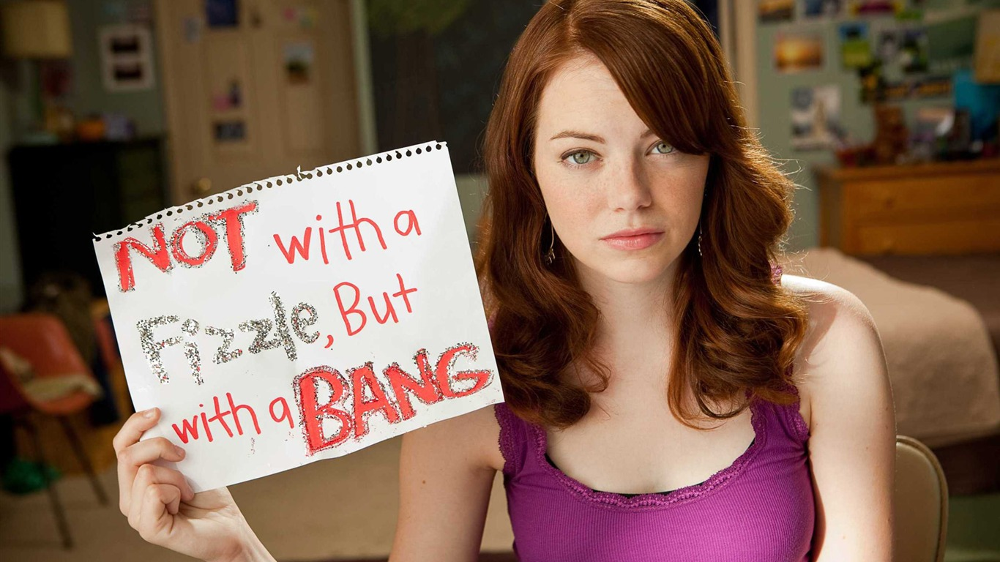 NOT with a
Fizzle, But
with a BANG